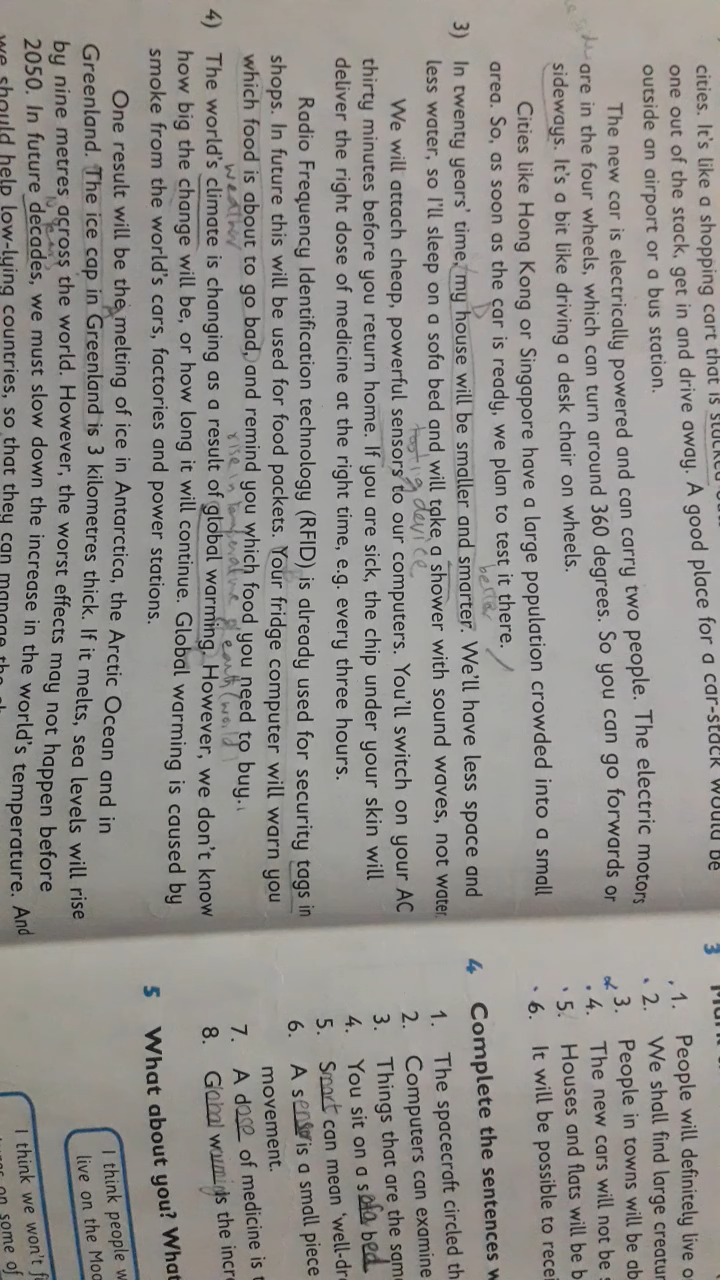 cities. It's like a shopping cart that is
one out of the stack, get in and drive away. A good place for a car-stack would be
outside an airport or a bus station.
The new car is electrically powered and can carry two people. The electric motors
are in the four wheels, which can turn around 360 degrees. So you can go forwards or
sideways. It's a bit like driving a desk chair on wheels.
Cities like Hong Kong or Singapore have a large population crowded into a small
area. So, as soon as the car is ready, we plan to test it there.
3) In twenty years' time, my house will be smaller and smarter. We'll have less space and
less water, so I'll sleep on a sofa bed and will take a shower with sound waves, not water.
We will attach cheap, powerful sensors to our computers. You'll switch on your AC
thirty minutes before you return home. If you are sick, the chip under your skin will
deliver the right dose of medicine at the right time, e.g. every three hours.
Radio Frequency Identification technology (RFID) is already used for security tags in
shops. In future this will be used for food packets. Your fridge computer will warn you
which food is about to go bad, and remind you which food you need to buy.
weather
4) The world's climate is changing as a result of global warming. However, we don't know
how big the change will be, or how long it will continue. Global warming is caused by
smoke from the world's cars, factories and power stations.
One result will be the melting of ice in Antarctica, the Arctic Ocean and in
Greenland. The ice cap in Greenland is 3 kilometres thick. If it melts, sea levels will rise
by nine metres across the world. However, the worst effects may not happen before
2050. In future decades, we must slow down the increase in the world's temperature. And
we should help low-lying countries, so that they can manage
3
1. People will definitely live
2. We shall find large
3. People in towns will be
4. The new cars will not be
5. Houses and flats will be
6. It will be possible to
4 Complete the sentences
1. The spacecraft circled
2. Computers can examine
3. Things that are the
4. You sit on a sofa bed
5. Smart can mean
6. A sensor is a small piece
movement.
7. A dose of medicine is
8. Global warming is the
5 What about you? What
I think people
live on the
I think we won't
some of